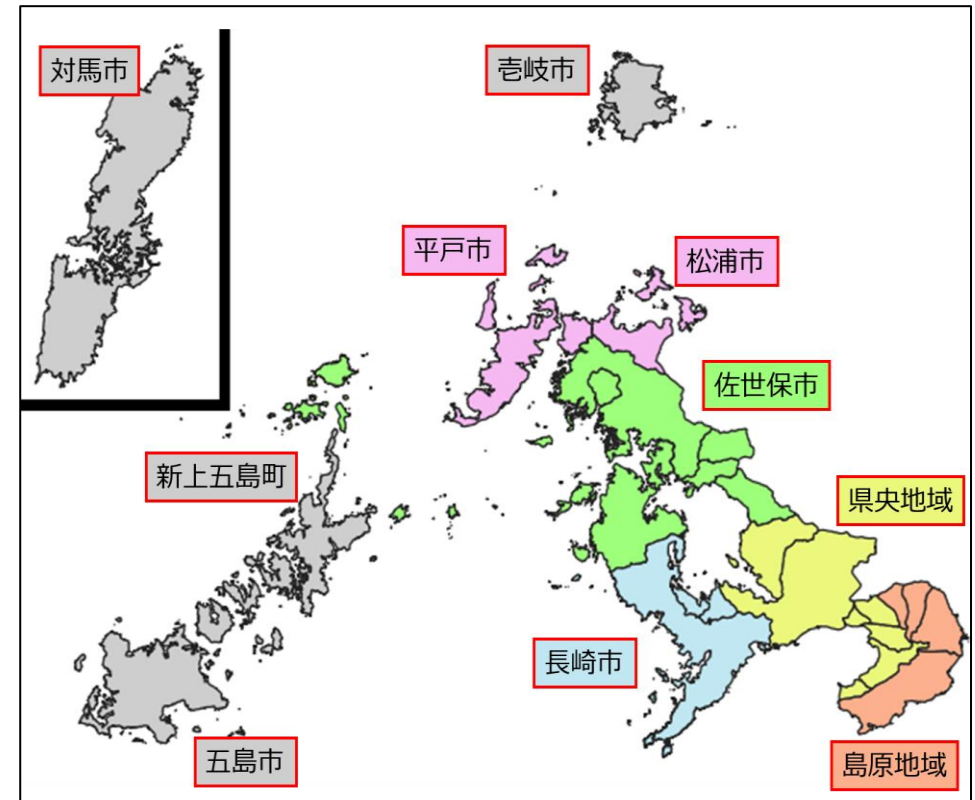 対馬市
壱岐市
平戸市
松浦市
佐世保市
新上五島町
県央地域
長崎市
五島市
島原地域